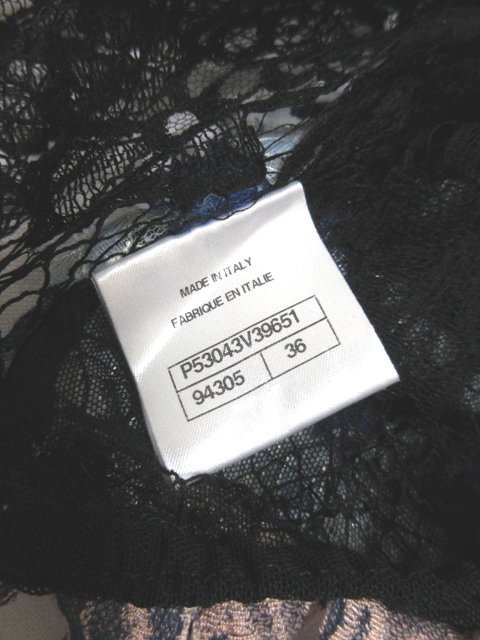 MADE IN ITALY
FABRIQUE EN ITALIE
P53043V39651
94305 36